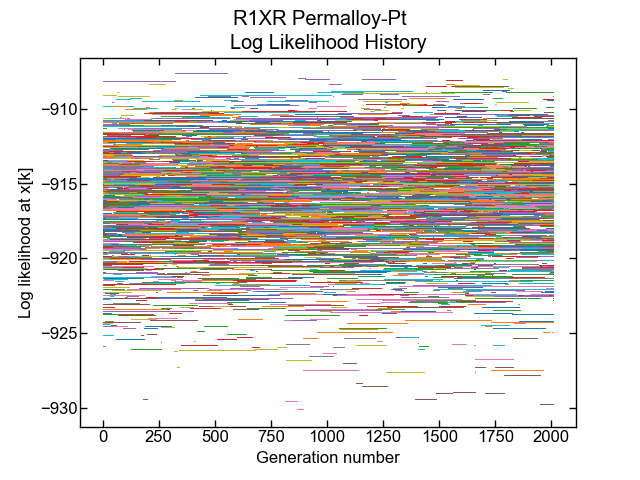 R1XR Permalloy-Pt
Log Likelihood History
Log likelihood at x[k]
−910
−915
−920
−925
−930
0 250 500 750 1000 1250 1500 1750 2000
Generation number